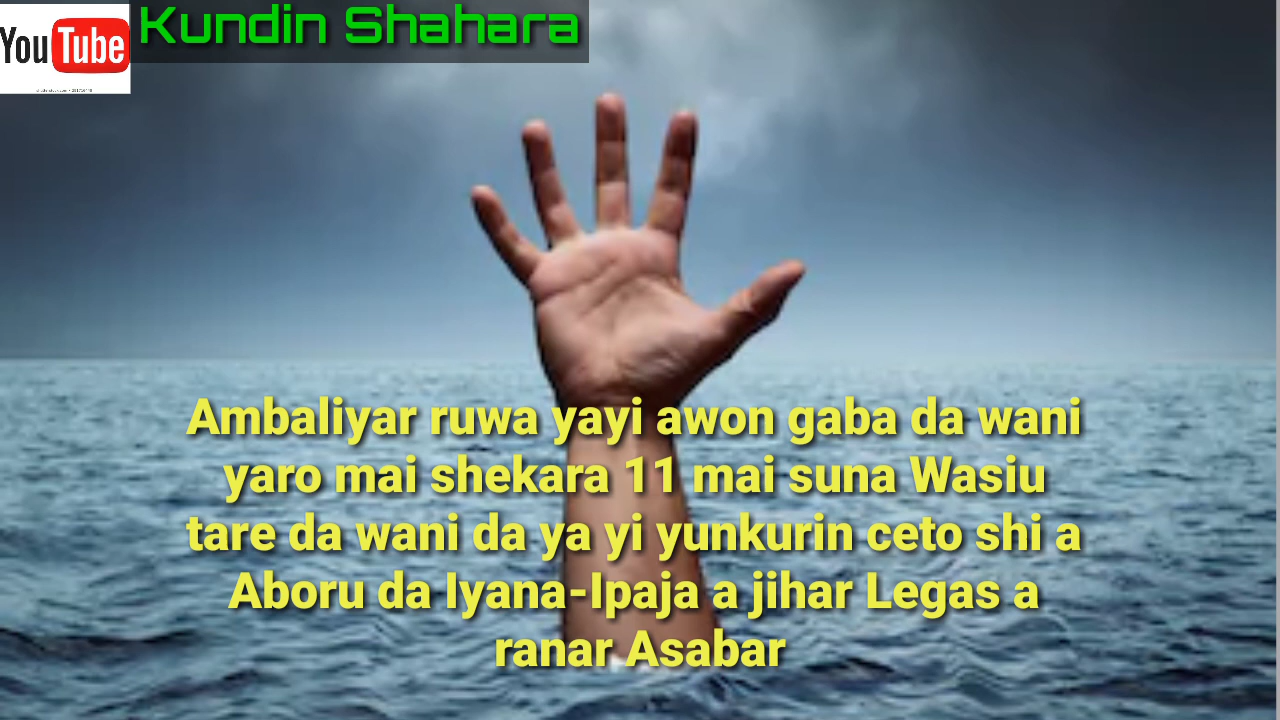 YouTube
Kundin Shahara
Ambaliyar ruwa yayi awon gaba da wani
yaro mai shekara 11 mai suna Wasiu
tare da wani da ya yi yunkurin ceto shi a
Aboru da Iyana-Ipaja a jihar Legas a
ranar Asabar